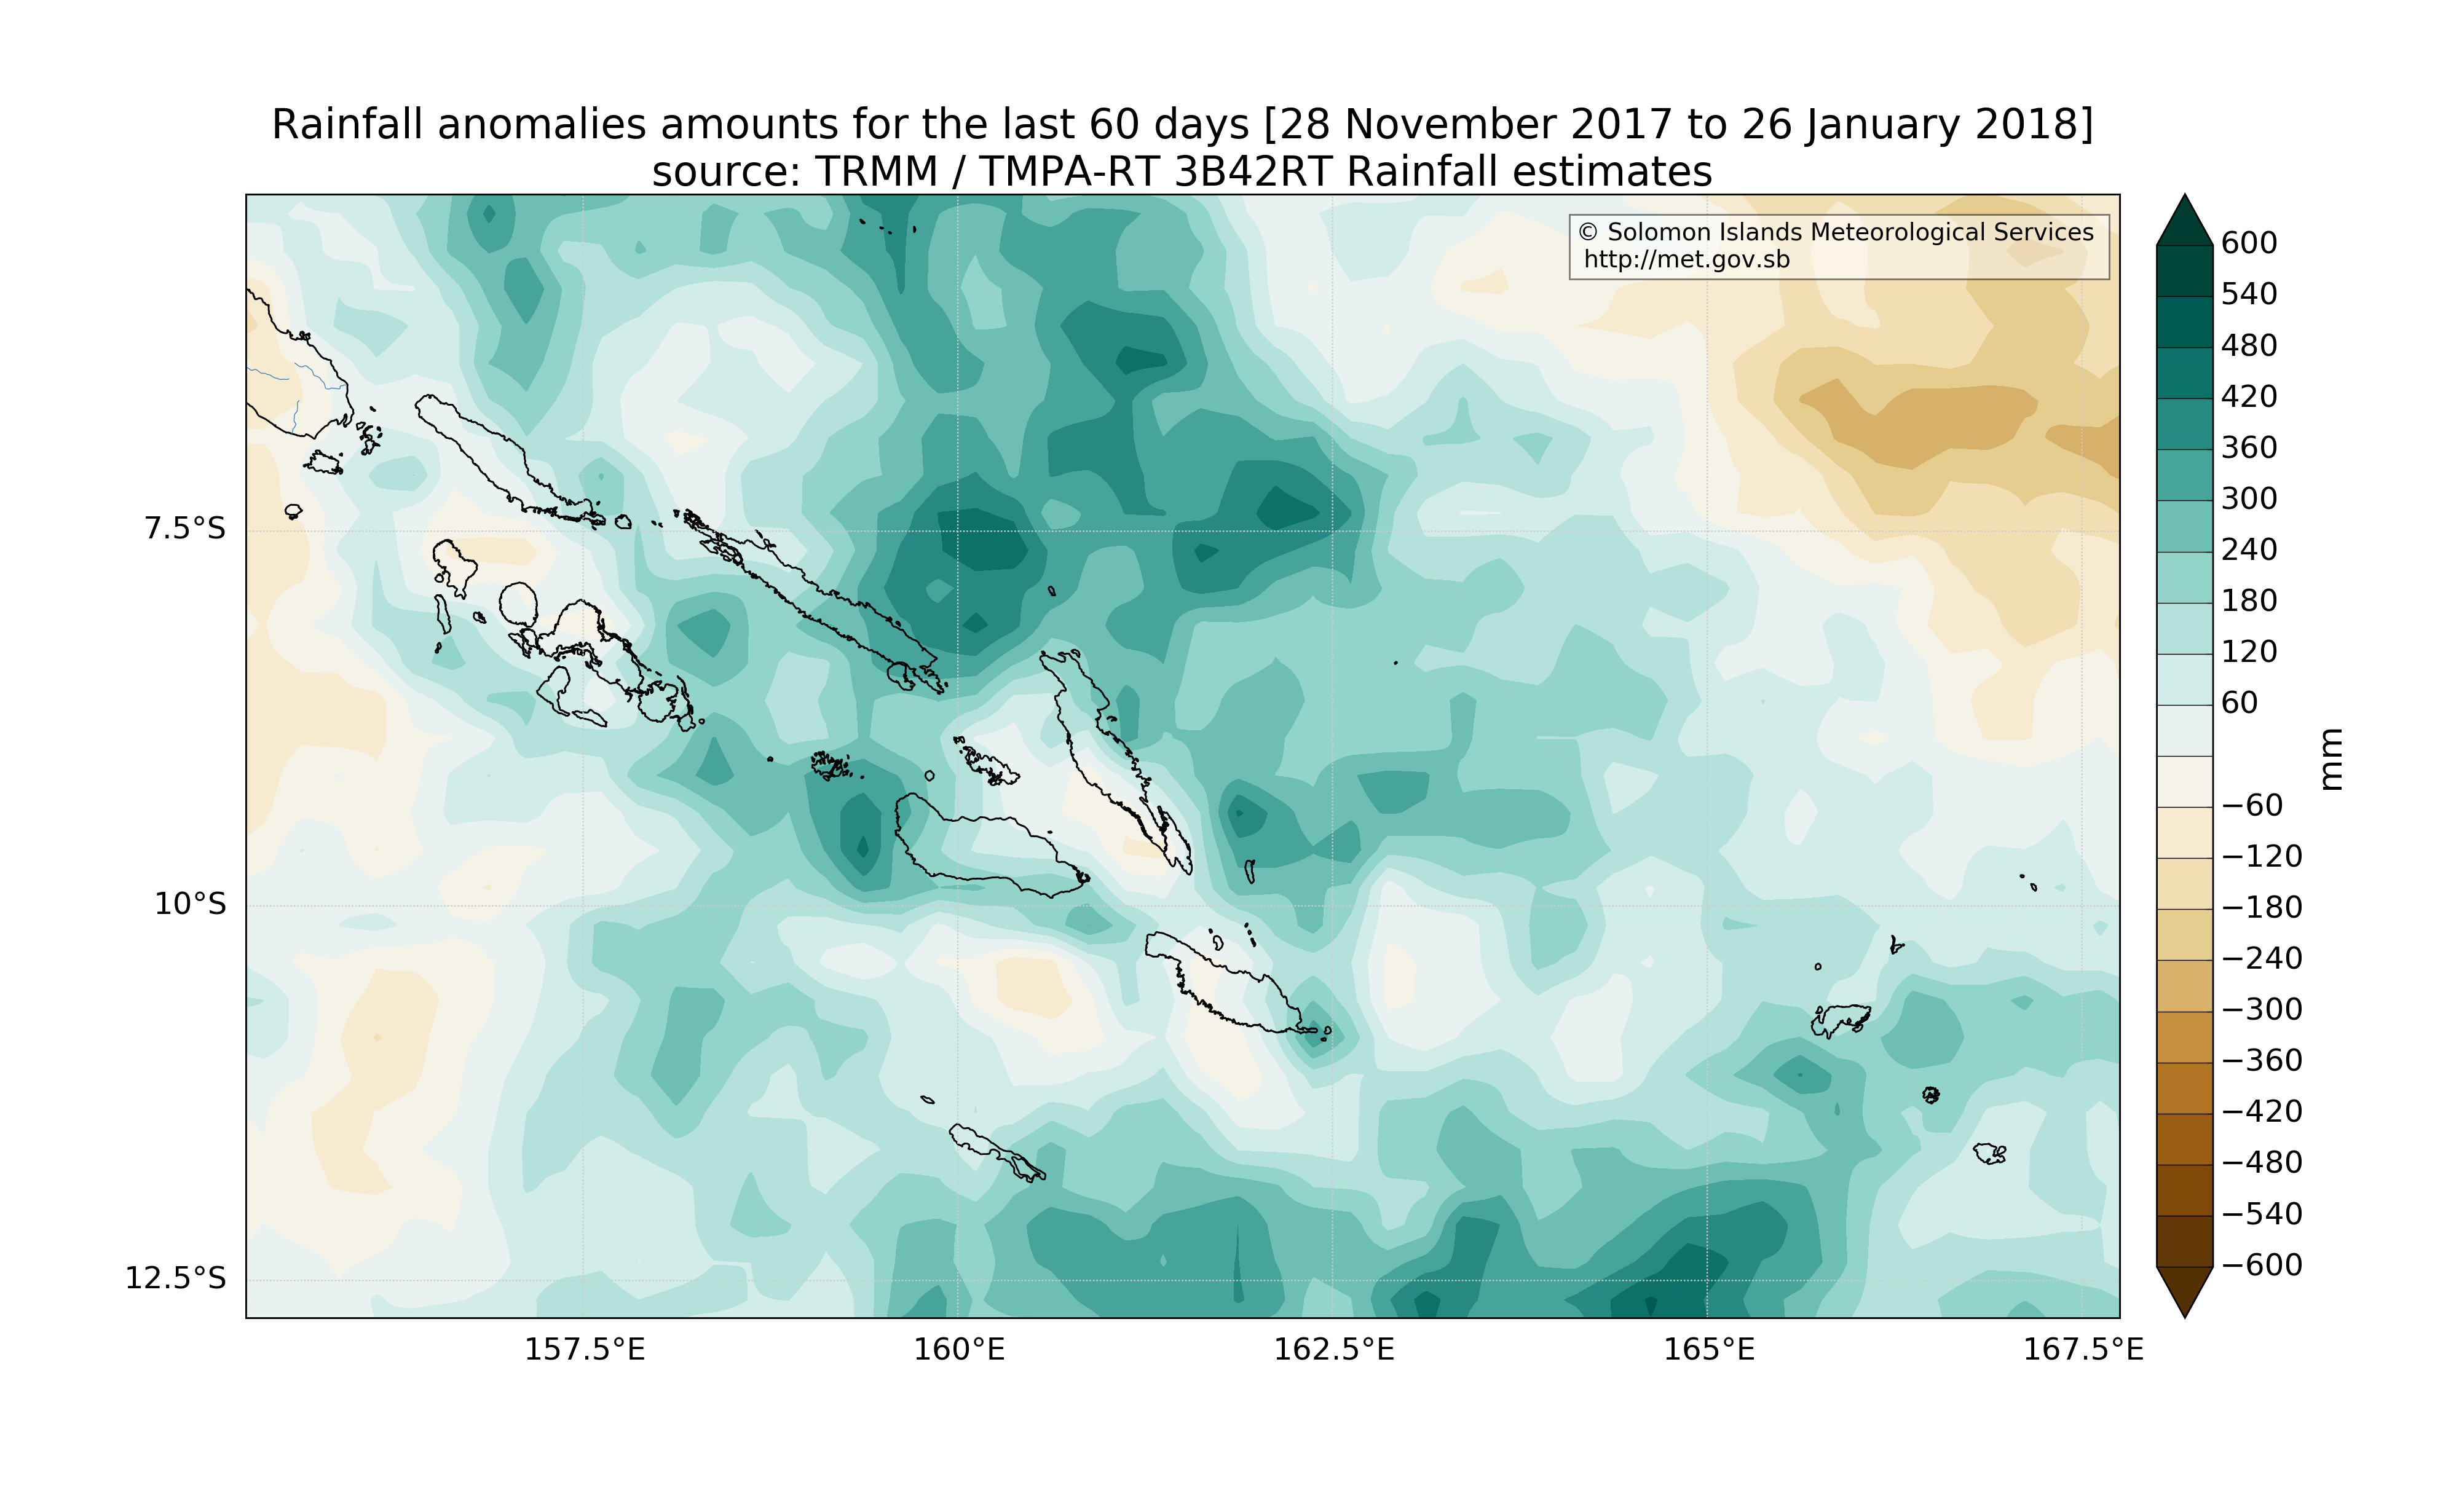 Rainfall anomalies amounts for the last 60 days [28 November 2017 to 26 January 2018]
source: TRMM / TMPA-RT 3B42RT Rainfall estimates
© Solomon Islands Meteorological Services
http://met.gov.sb
7.5°S
10°S
12.5°S
157.5°E
160°E
162.5°E
165°E
167.5°E
600
540
480
420
360
300
240
180
120
60
−60
−120
−180
−240
−300
−360
−420
−480
−540
−600
mm